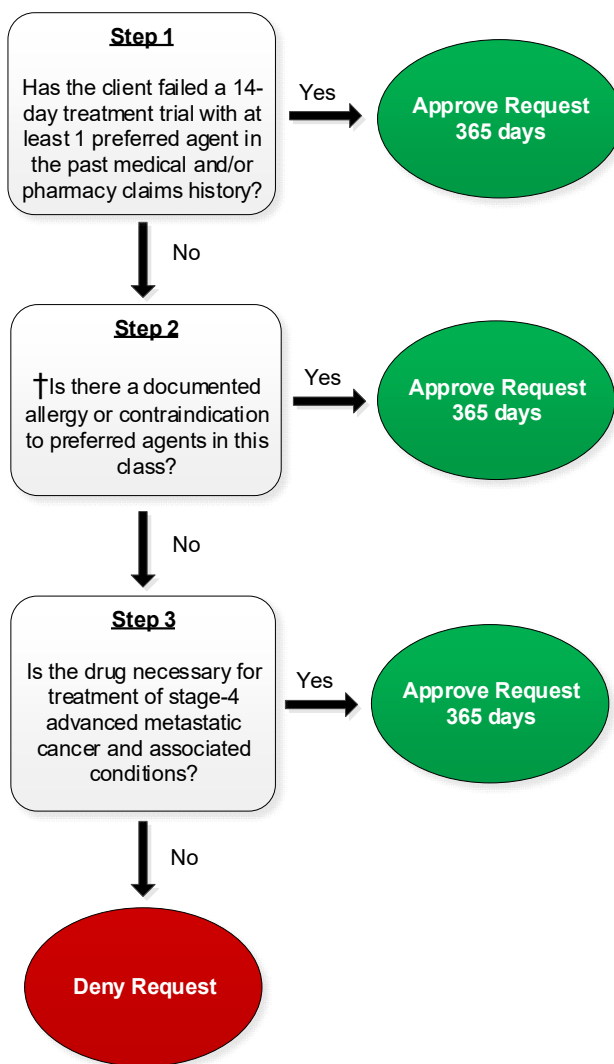 Step 1
Has the client failed a 14-
day treatment trial with at
least 1 preferred agent in
the past medical and/or
pharmacy claims history?
Yes
Approve Request
365 days
No
Step 2
†Is there a documented
allergy or contraindication
to preferred agents in this
class?
Yes
Approve Request
365 days
No
Step 3
Is the drug necessary for
treatment of stage-4
advanced metastatic
cancer and associated
conditions?
Yes
Approve Request
365 days
No
Deny Request